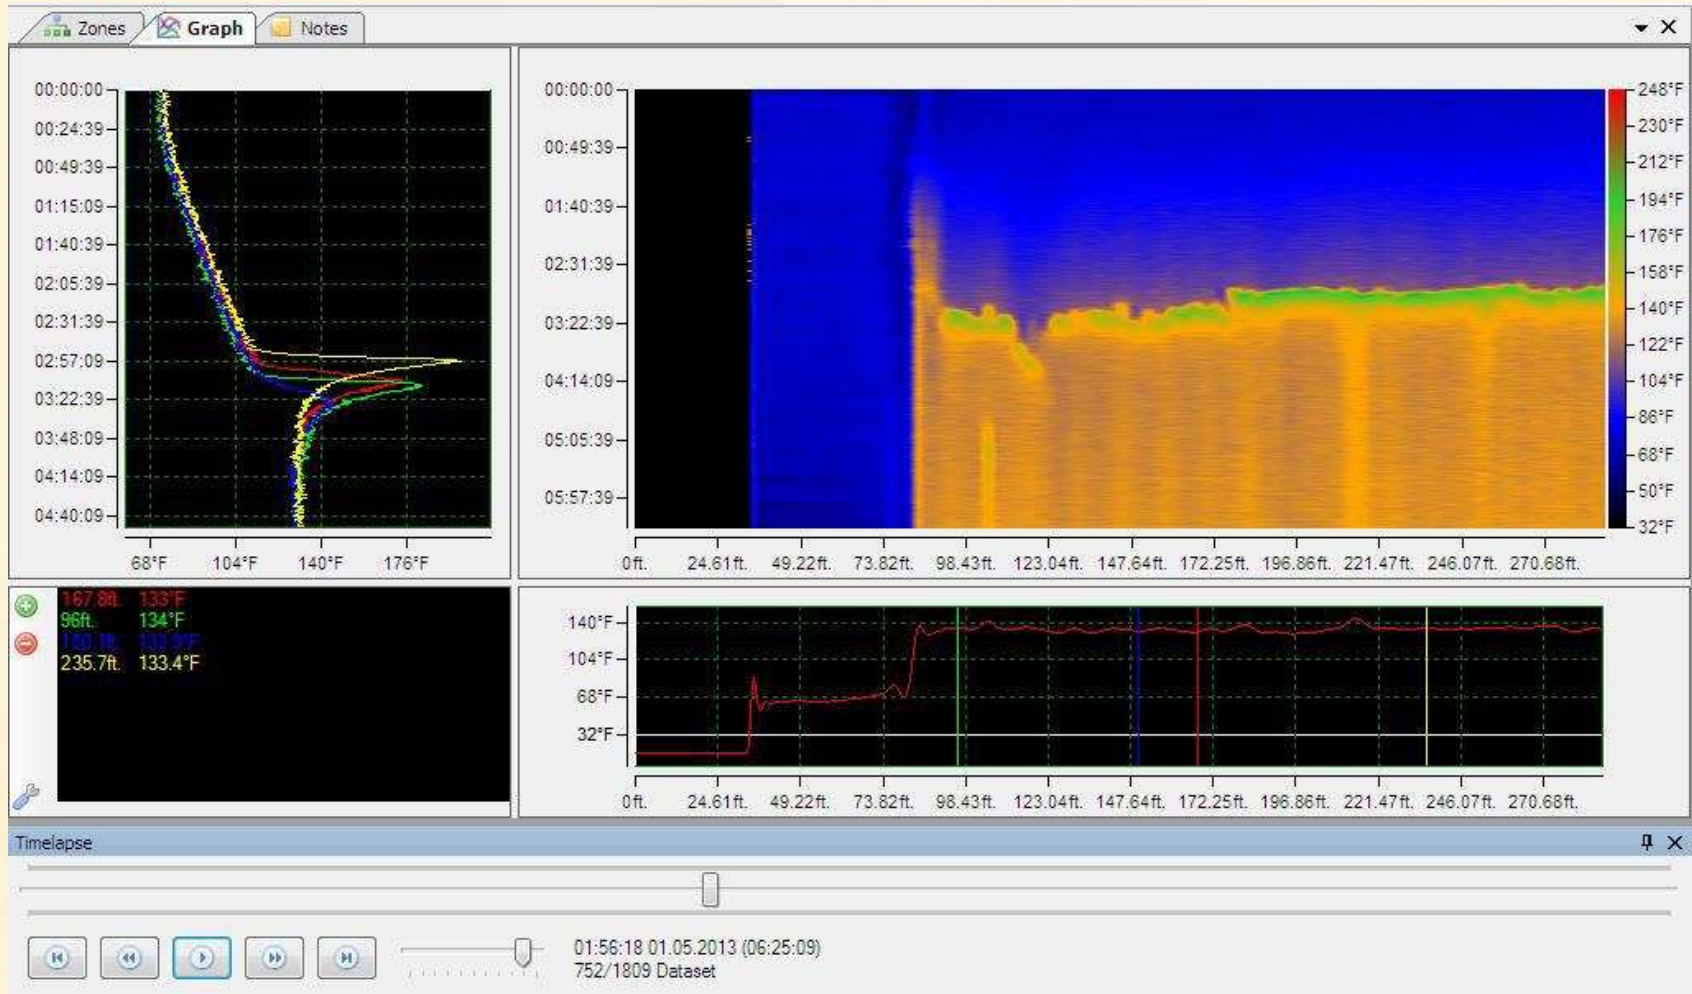 Zones Graph Notes
00:00:00
00:24:39
00:49:39
01:15:09
01:40:39
02:05:39
02:31:39
02:57:09
03:22:39
03:48:09
04:14:09
04:40:09
68°F 104°F 140°F 176°F
00:00:00
00:49:39
01:40:39
02:31:39
03:22:39
04:14:09
05:05:39
05:57:39
0ft. 24.61ft. 49.22ft. 73.82ft. 98.43ft. 123.04ft. 147.64ft. 172.25ft. 196.86ft. 221.47ft. 246.07ft. 270.68ft.
248°F
230°F
212°F
194°F
176°F
158°F
140°F
122°F
104°F
86°F
68°F
50°F
32°F
167.8ft. 133°F
96ft. 134°F
235.7ft. 133.4°F
140°F
104°F
68°F
32°F
0ft. 24.61ft. 49.22ft. 73.82ft. 98.43ft. 123.04ft. 147.64ft. 172.25ft. 196.86ft. 221.47ft. 246.07ft. 270.68ft.
Timelapse
01:56:18 01.05.2013 (06:25:09)
752/1809 Dataset